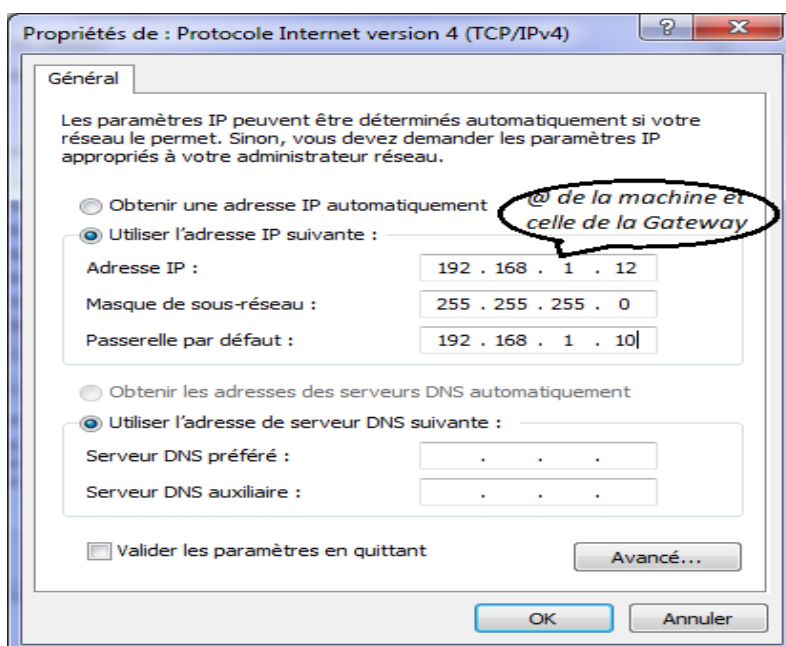 Propriétés de : Protocole Internet version 4 (TCP/IPv4)
Général
Les paramètres IP peuvent être déterminés automatiquement si votre
réseau le permet. Sinon, vous devez demander les paramètres IP
appropriés à votre administrateur réseau.
Obtenir une adresse IP automatiquement
@ de la machine et
celle de la Gateway
Utiliser l'adresse IP suivante :
Adresse IP : 192 . 168 . 1 . 12
Masque de sous-réseau : 255 . 255 . 255 . 0
Passerelle par défaut : 192 . 168 . 1 . 10
Obtenir les adresses des serveurs DNS automatiquement
Utiliser l'adresse de serveur DNS suivante :
Serveur DNS préféré : . . .
Serveur DNS auxiliaire : . . .
Valider les paramètres en quittant
Avancé...
OK Annuler